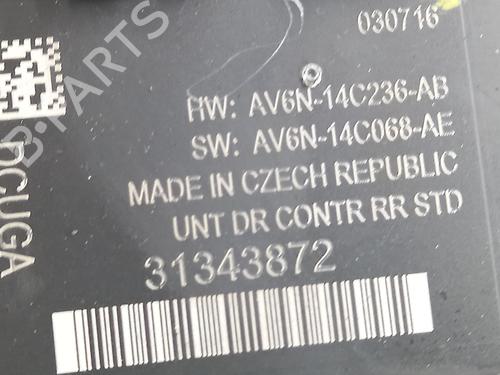 030716
HW: AV6N-14C236-AB
SW: AV6N-14C068-AE
MADE IN CZECH REPUBLIC
UNT DR CONTR RR STD
31343872
DCUGA
B-PARTS